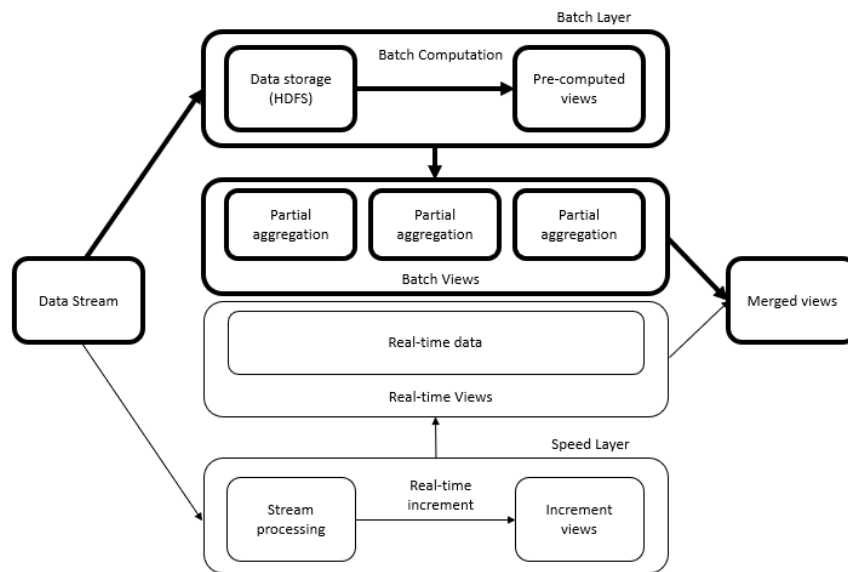 Batch Layer
Batch Computation
Data storage
(HDFS)
Pre-computed
views
Partial
aggregation
Partial
aggregation
Partial
aggregation
Batch Views
Data Stream
Merged views
Real-time data
Real-time Views
Speed Layer
Stream
processing
Real-time
increment
Increment
views